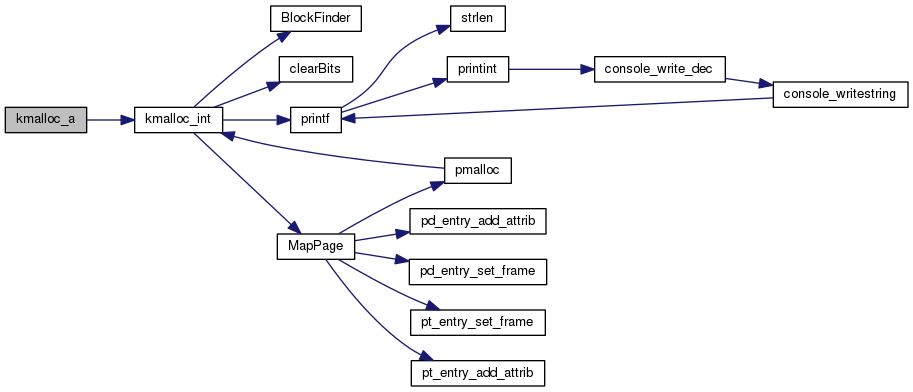 BlockFinder
strlen
clearBits
printint
console_write_dec
console_writestring
kmalloc_a
kmalloc_int
printf
pmalloc
pd_entry_add_attrib
MapPage
pd_entry_set_frame
pt_entry_set_frame
pt_entry_add_attrib